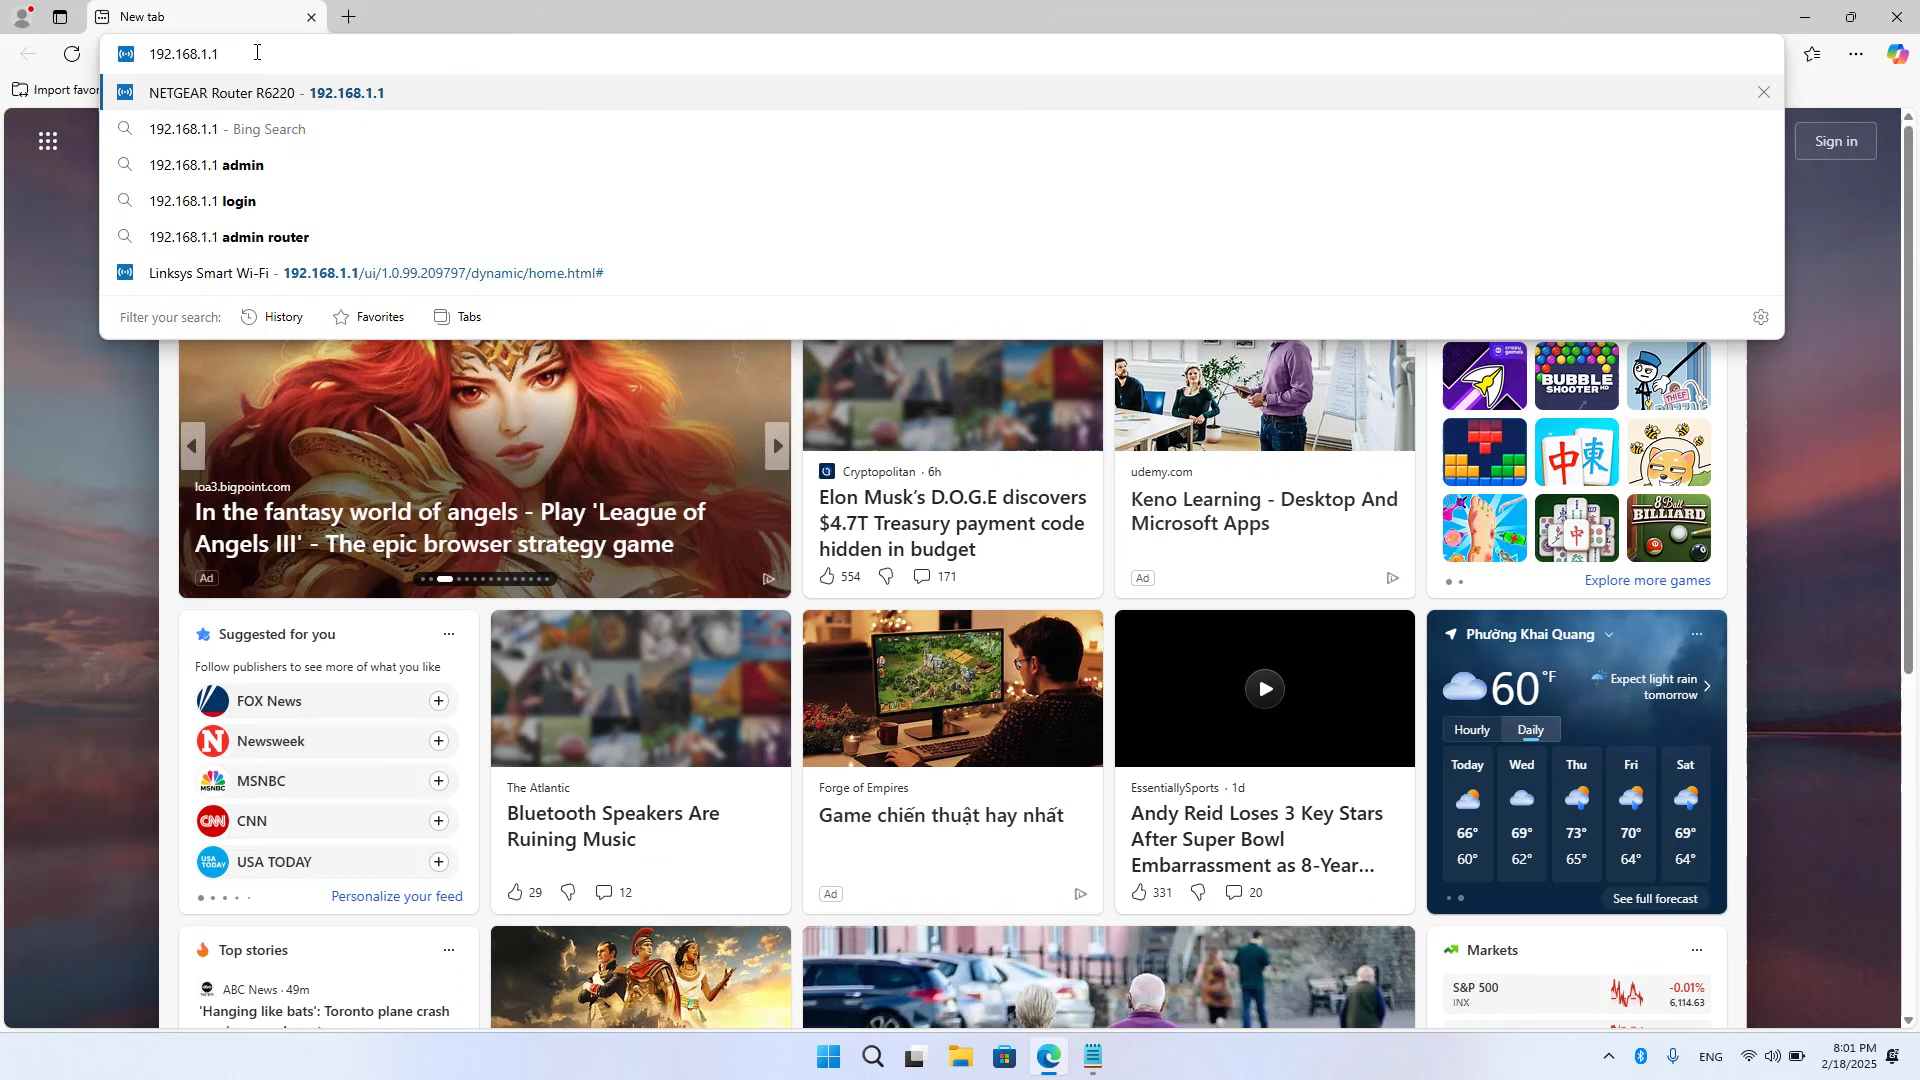 New tab
192.168.1.1
NETGEAR Router R6220 - 192.168.1.1
192.168.1.1 - Bing Search
192.168.1.1 admin
192.168.1.1 login
192.168.1.1 admin router
Linksys Smart Wi-Fi - 192.168.1.1/ui/1.0.99.209797/dynamic/home.html#
Filter your search:
History
Favorites
Tabs
Import favor
Sign in
loa3.bigpoint.com
In the fantasy world of angels - Play 'League of
Angels III' - The epic browser strategy game
Ad
Cryptopolitan · 6h
Elon Musk's D.O.G.E discovers
$4.7T Treasury payment code
hidden in budget
554
171
udemy.com
Keno Learning - Desktop And
Microsoft Apps
Ad
crazy games
BUBBLE
SHOOTER HD
THIEF
PUZZLE
中
東
中
8 Ball
BILLIARD
Explore more games
Suggested for you
Follow publishers to see more of what you like
FOX News
Newsweek
MSNBC
CNN
USA TODAY
Personalize your feed
The Atlantic
Bluetooth Speakers Are
Ruining Music
29
12
Forge of Empires
Game chiến thuật hay nhất
Ad
EssentiallySports · 1d
Andy Reid Loses 3 Key Stars
After Super Bowl
Embarrassment as 8-Year...
331
20
Phường Khai Quang
60 °F
Expect light rain
tomorrow
Hourly
Daily
Today Wed Thu Fri Sat
66° 69° 73° 70° 69°
60° 62° 65° 64° 64°
See full forecast
Top stories
ABC News · 49m
'Hanging like bats': Toronto plane crash
Markets
S&P 500
INX
-0.01%
6,114.63
ENG
8:01 PM
2/18/2025